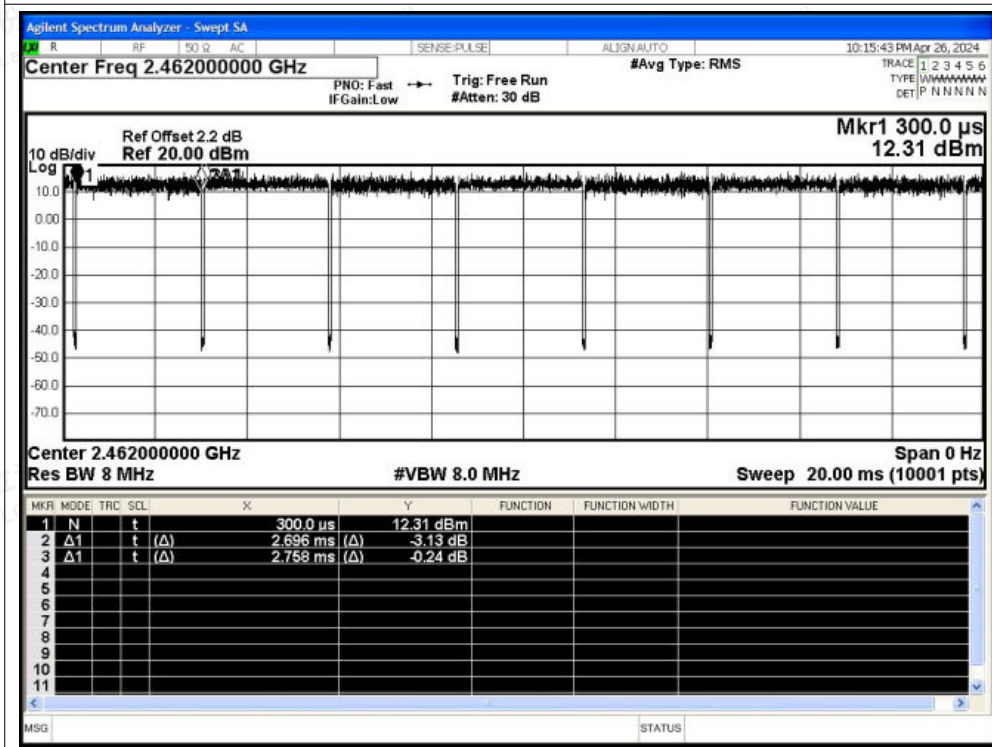 Agilent Spectrum Analyzer - Swept SA
LXI R RF 50 Ω AC SENSE:PULSE ALIGN AUTO 10:15:43 PM Apr 26, 2024
Center Freq 2.462000000 GHz #Avg Type: RMS TRACE 1 2 3 4 5 6
PNO: Fast Trig: Free Run TYPE WWWWWW
IFGain:Low #Atten: 30 dB DET P N N N N N
Mkr1 300.0 µs
Ref Offset 2.2 dB
10 dB/div Ref 20.00 dBm 12.31 dBm
Log
1
3Δ1
10.0
0.00
-10.0
-20.0
-30.0
-40.0
-50.0
-60.0
-70.0
Center 2.462000000 GHz Span 0 Hz
Res BW 8 MHz #VBW 8.0 MHz Sweep 20.00 ms (10001 pts)
MKR MODE TRC SCL X Y FUNCTION FUNCTION WIDTH FUNCTION VALUE
1 N t 300.0 µs 12.31 dBm
2 Δ1 t (Δ) 2.696 ms (Δ) -3.13 dB
3 Δ1 t (Δ) 2.758 ms (Δ) -0.24 dB
4
5
6
7
8
9
10
11
MSG STATUS